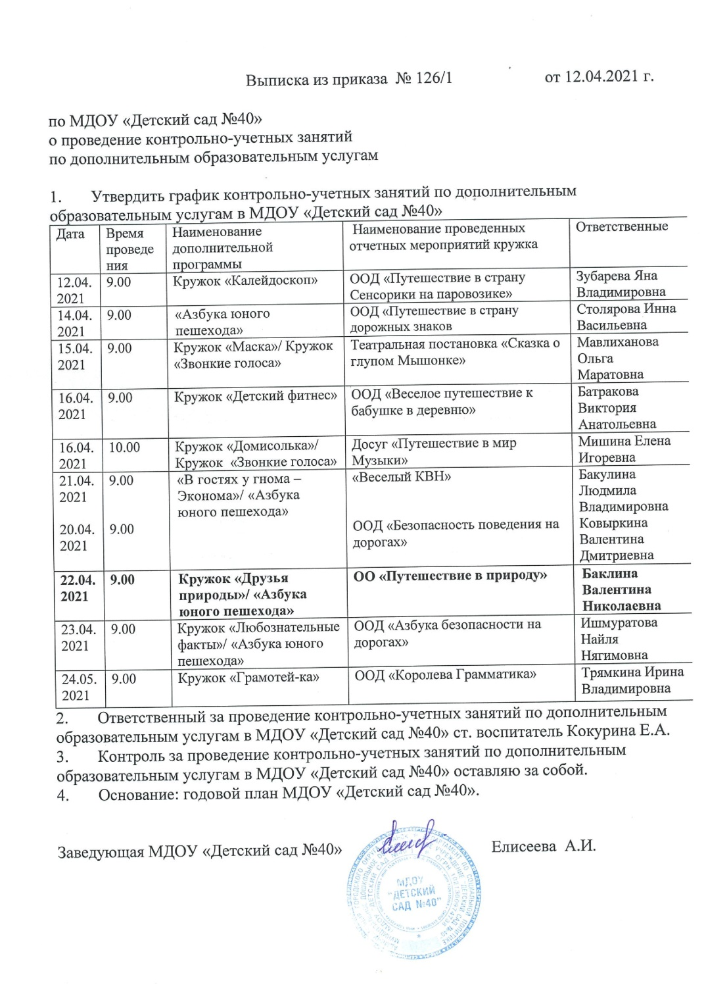 Выписка из приказа № 126/1 от 12.04.2021 г.
по МДОУ «Детский сад №40»
о проведение контрольно-учетных занятий
по дополнительным образовательным услугам
1. Утвердить график контрольно-учетных занятий по дополнительным
образовательным услугам в МДОУ «Детский сад №40»
Дата
Время
проведе
ния
Наименование
дополнительной
программы
Наименование проведенных
отчетных мероприятий кружка
Ответственные
12.04.
2021
9.00
Кружок «Калейдоскоп»
ООД «Путешествие в страну
Сенсорики на паровозике»
Зубарева Яна
Владимировна
14.04.
2021
9.00
«Азбука юного
пешехода»
ООД «Путешествие в страну
дорожных знаков
Столярова Инна
Васильевна
15.04.
2021
9.00
Кружок «Маска»/ Кружок
«Звонкие голоса»
Театральная постановка «Сказка о
глупом Мышонке»
Мавлиханова
Ольга
Маратовна
16.04.
2021
9.00
Кружок «Детский фитнес»
ООД «Веселое путешествие к
бабушке в деревню»
Батракова
Виктория
Анатольевна
16.04.
2021
10.00
Кружок «Домисолька»/
Кружок «Звонкие голоса»
Досуг «Путешествие в мир
Музыки»
Мишина Елена
Игоревна
21.04.
2021
9.00
«В гостях у гнома –
Эконома»/ «Азбука
юного пешехода»
«Веселый КВН»
Бакулина
Людмила
Владимировна
20.04.
2021
9.00
ООД «Безопасность поведения на
дорогах»
Ковыркина
Валентина
Дмитриевна
22.04.
2021
9.00
Кружок «Друзья
природы»/ «Азбука
юного пешехода»
ОО «Путешествие в природу»
Баклина
Валентина
Николаевна
23.04.
2021
9.00
Кружок «Любознательные
факты»/ «Азбука юного
пешехода»
ООД «Азбука безопасности на
дорогах»
Ишмуратова
Найля
Нягимовна
24.05.
2021
9.00
Кружок «Грамотей-ка»
ООД «Королева Грамматика»
Трямкина Ирина
Владимировна
2. Ответственный за проведение контрольно-учетных занятий по дополнительным
образовательным услугам в МДОУ «Детский сад №40» ст. воспитатель Кокурина Е.А.
3. Контроль за проведение контрольно-учетных занятий по дополнительным
образовательным услугам в МДОУ «Детский сад №40» оставляю за собой.
4. Основание: годовой план МДОУ «Детский сад №40».
Заведующая МДОУ «Детский сад №40» Елисеева А.И.
МДОУ
"ДЕТСКИЙ
САД №40"